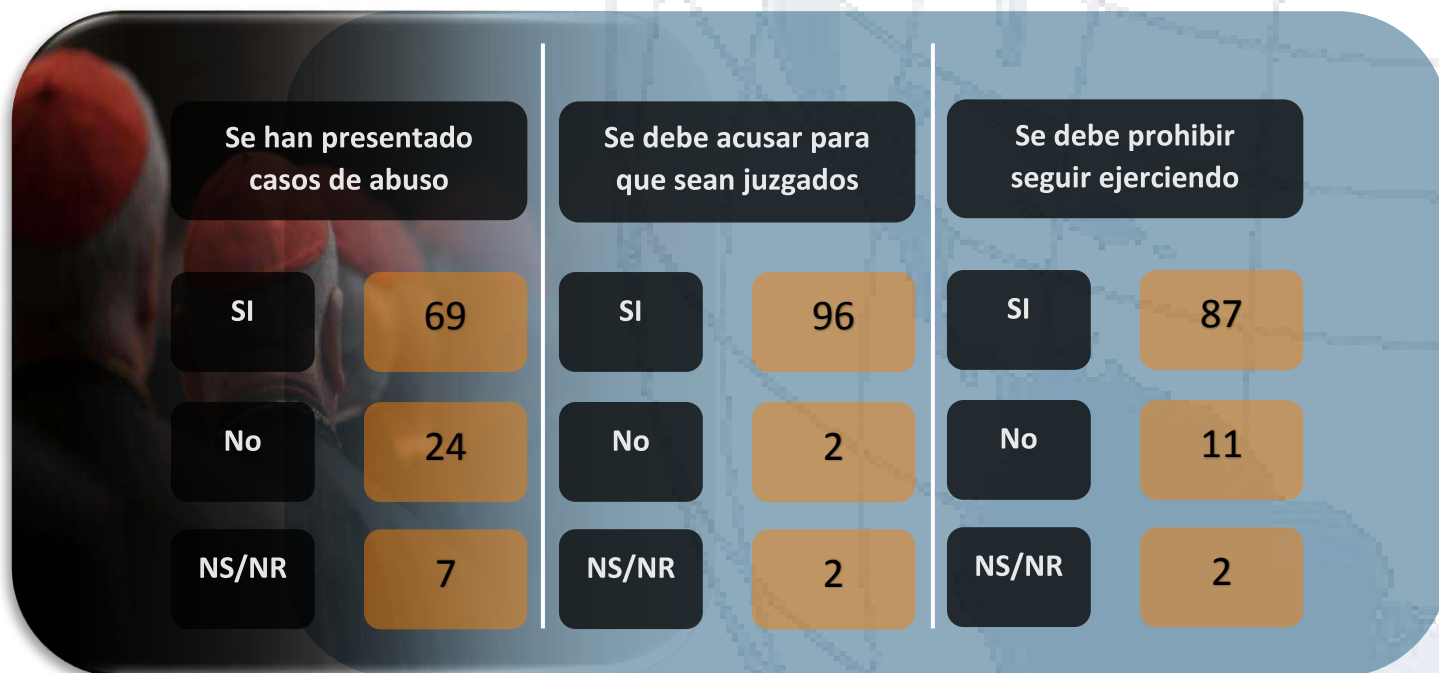 Se han presentado
casos de abuso
SI
69
No
24
NS/NR
7
Se debe acusar para
que sean juzgados
SI
96
No
2
NS/NR
2
Se debe prohibir
seguir ejerciendo
SI
87
No
11
NS/NR
2